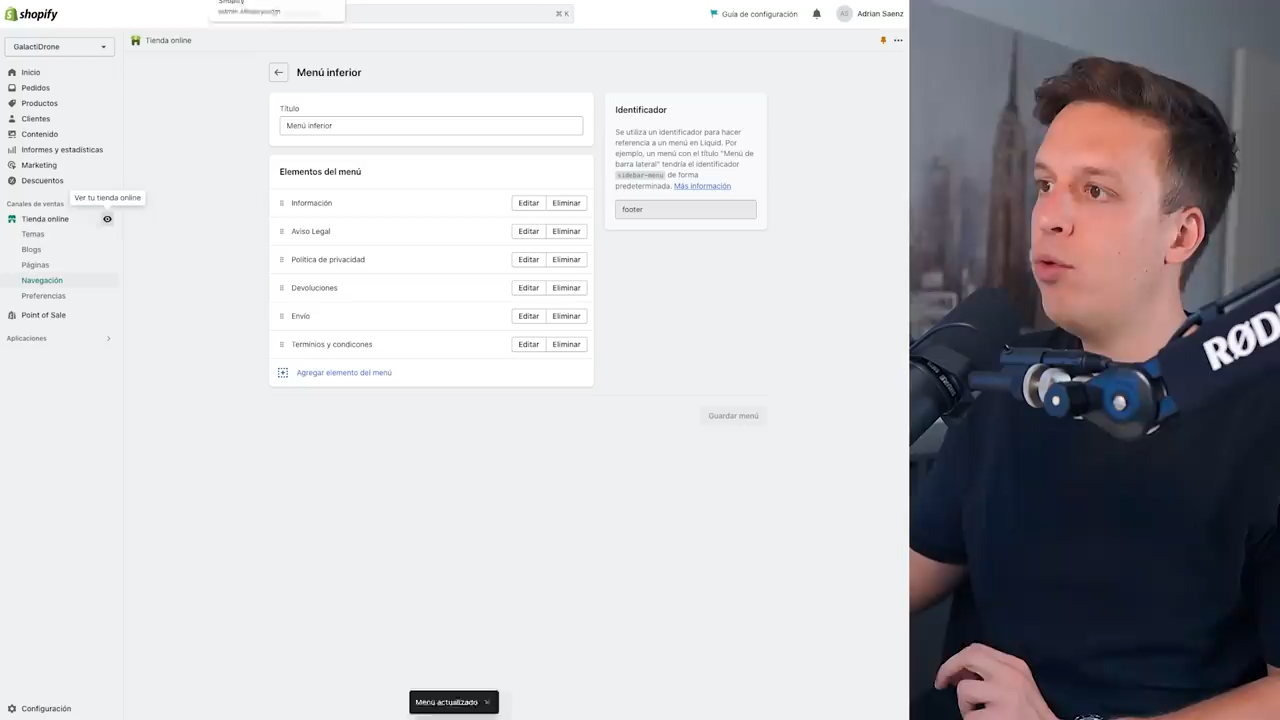 shopify
Shopify
⌘ K
Guía de configuración
AS
Adrian Saenz
GalactiDrone
Tienda online
Inicio
Pedidos
Productos
Clientes
Contenido
Informes y estadísticas
Marketing
Descuentos
Ver tu tienda online
Canales de ventas
Tienda online
Temas
Blogs
Páginas
Navegación
Preferencias
Point of Sale
Aplicaciones
Configuración
Menú inferior
Título
Menú inferior
Elementos del menú
Información Editar Eliminar
Aviso Legal Editar Eliminar
Política de privacidad Editar Eliminar
Devoluciones Editar Eliminar
Envío Editar Eliminar
Terminios y condicones Editar Eliminar
Agregar elemento del menú
Identificador
Se utiliza un identificador para hacer
referencia a un menú en Liquid. Por
ejemplo, un menú con el título "Menú de
barra lateral" tendría el identificador
sidebar-menu de forma
predeterminada. Más información
footer
Guardar menú
Menú actualizado
RØD